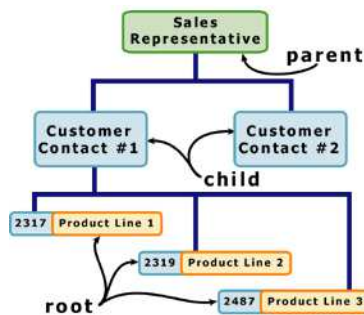 Sales
Representative
parent
Customer
Contact #1
Customer
Contact #2
child
2317 Product Line 1
2319 Product Line 2
2487 Product Line 3
root